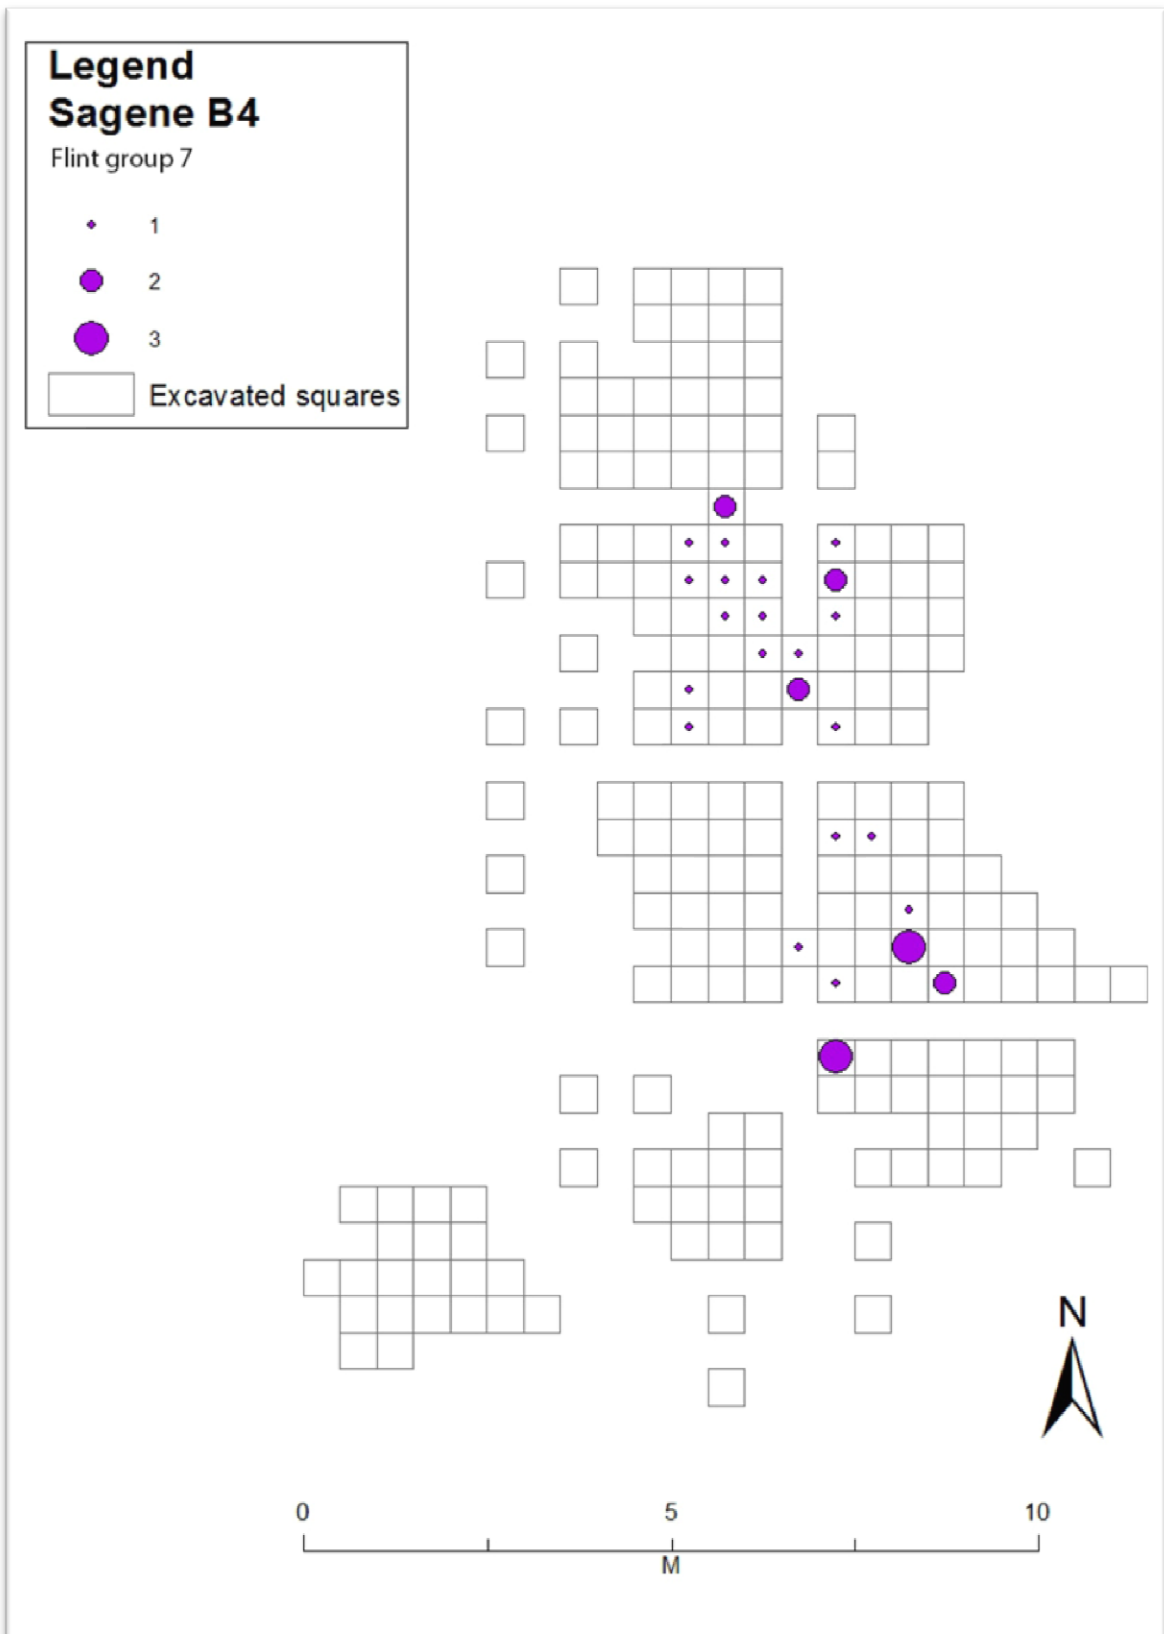 Legend
Sagene B4
Flint group 7
1
2
3
Excavated squares
N
0 5 10
M